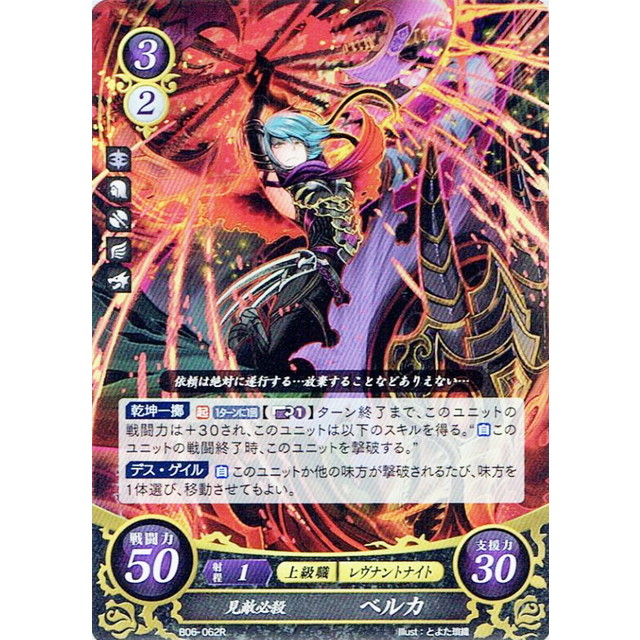 3
2
依頼は絶対に遂行する…放棄することなどありえない…
乾坤一擲 起 1ターンに1回【1】ターン終了まで、このユニットの
戦闘力は+30され、このユニットは以下のスキルを得る。“自このユ
ニットの戦闘終了時、このユニットを撃破する。”
デス・ゲイル 自 このユニットか他の味方が撃破されるたび、味方を
1体選び、移動させてもよい。
戦闘力 50 射程 1 上級職 レヴナントナイト 支援力 30
見敵必殺 ベルカ
B06-062R Illust:とよた瑣織